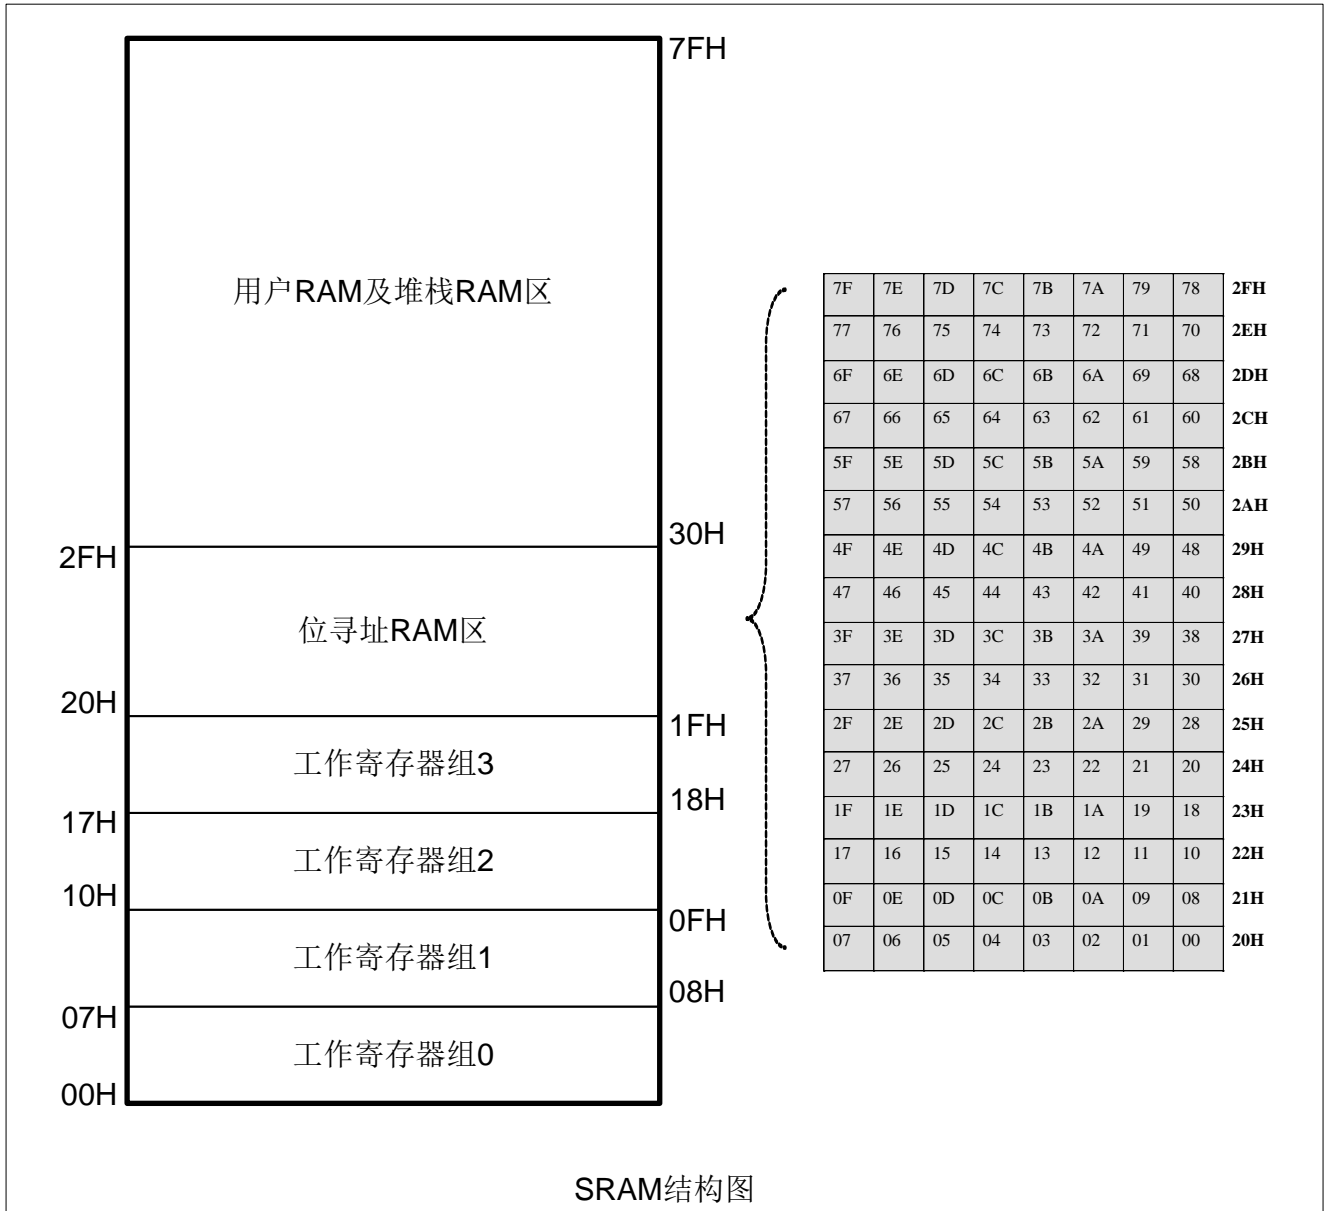 7FH
用户RAM及堆栈RAM区
30H
2FH
位寻址RAM区
20H
1FH
工作寄存器组3
18H
17H
工作寄存器组2
10H
0FH
工作寄存器组1
08H
07H
工作寄存器组0
00H
7F 7E 7D 7C 7B 7A 79 78 2FH
77 76 75 74 73 72 71 70 2EH
6F 6E 6D 6C 6B 6A 69 68 2DH
67 66 65 64 63 62 61 60 2CH
5F 5E 5D 5C 5B 5A 59 58 2BH
57 56 55 54 53 52 51 50 2AH
4F 4E 4D 4C 4B 4A 49 48 29H
47 46 45 44 43 42 41 40 28H
3F 3E 3D 3C 3B 3A 39 38 27H
37 36 35 34 33 32 31 30 26H
2F 2E 2D 2C 2B 2A 29 28 25H
27 26 25 24 23 22 21 20 24H
1F 1E 1D 1C 1B 1A 19 18 23H
17 16 15 14 13 12 11 10 22H
0F 0E 0D 0C 0B 0A 09 08 21H
07 06 05 04 03 02 01 00 20H
SRAM结构图